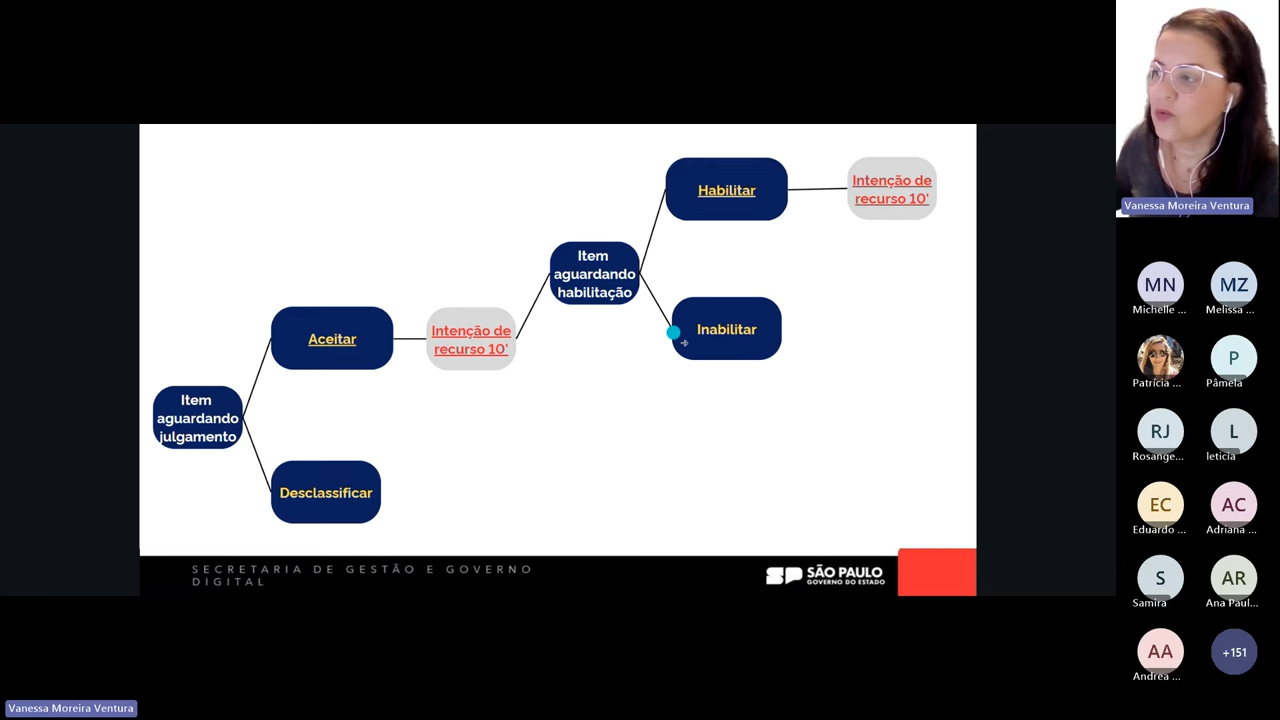 Habilitar
Intenção de
recurso 10'
Item
aguardando
habilitação
Aceitar
Intenção de
recurso 10'
Inabilitar
Item
aguardando
julgamento
Desclassificar
SECRETARIA DE GESTÃO E GOVERNO
DIGITAL
SP SÃO PAULO
GOVERNO DO ESTADO
Vanessa Moreira Ventura
MN
Michelle ...
MZ
Melissa ...
Patrícia ...
P
Pâmela
RJ
Rosange...
L
leticia
EC
Eduardo ...
AC
Adriana ...
S
Samira
AR
Ana Paul...
AA
Andrea ...
+151
Vanessa Moreira Ventura